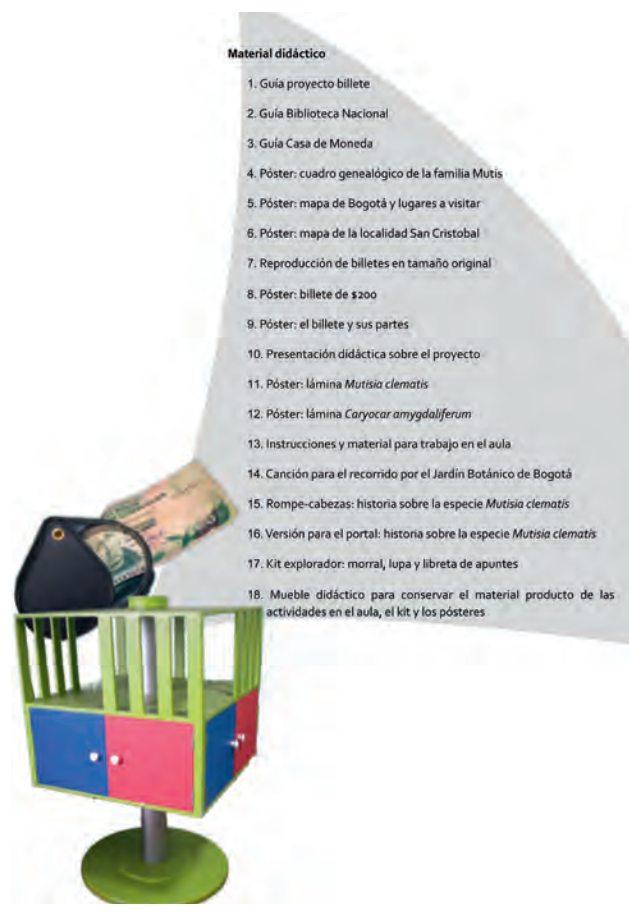 Material didáctico
1. Guía proyecto billete
2. Guía Biblioteca Nacional
3. Guía Casa de Moneda
4. Póster: cuadro genealógico de la familia Mutis
5. Póster: mapa de Bogotá y lugares a visitar
6. Póster: mapa de la localidad San Cristobal
7. Reproducción de billetes en tamaño original
8. Póster: billete de $200
9. Póster: el billete y sus partes
10. Presentación didáctica sobre el proyecto
11. Póster: lámina Mutisia clematis
12. Póster: lámina Caryocar amygdaliferum
13. Instrucciones y material para trabajo en el aula
14. Canción para el recorrido por el Jardín Botánico de Bogotá
15. Rompe-cabezas: historia sobre la especie Mutisia clematis
16. Versión para el portal: historia sobre la especie Mutisia clematis
17. Kit explorador: morral, lupa y libreta de apuntes
18. Mueble didáctico para conservar el material producto de las
actividades en el aula, el kit y los pósteres